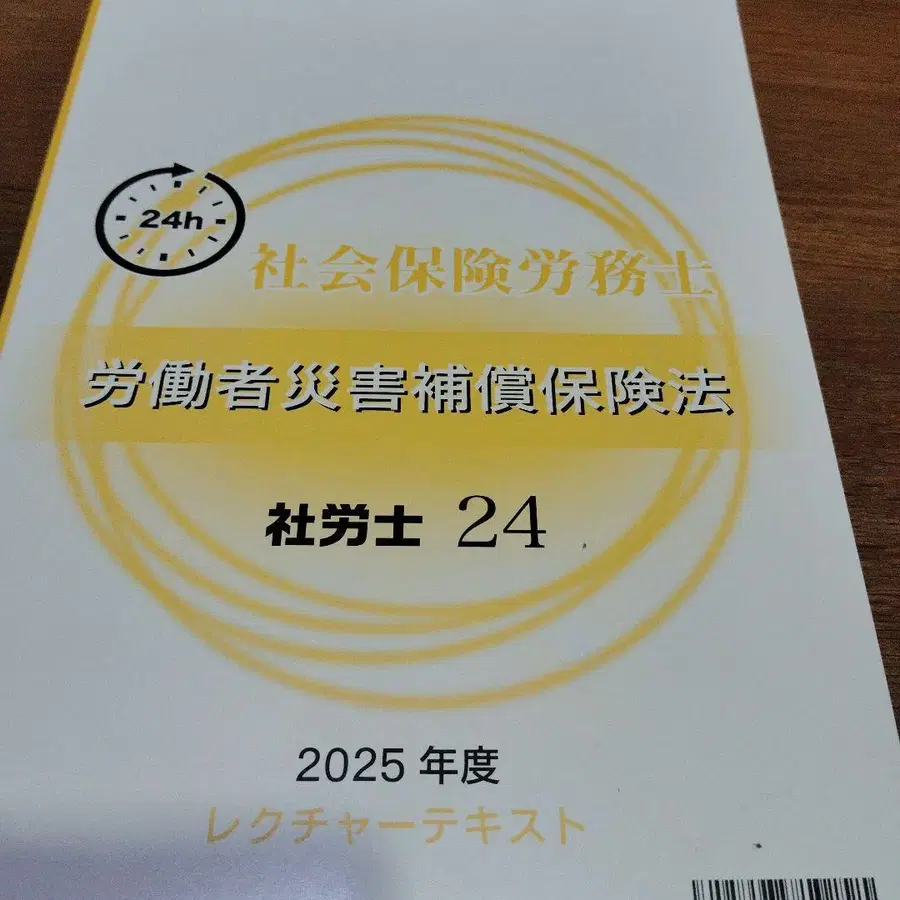 24h
社会保険労務士
労働者災害補償保険法
社労士 24
2025 年度
レクチャーテキスト